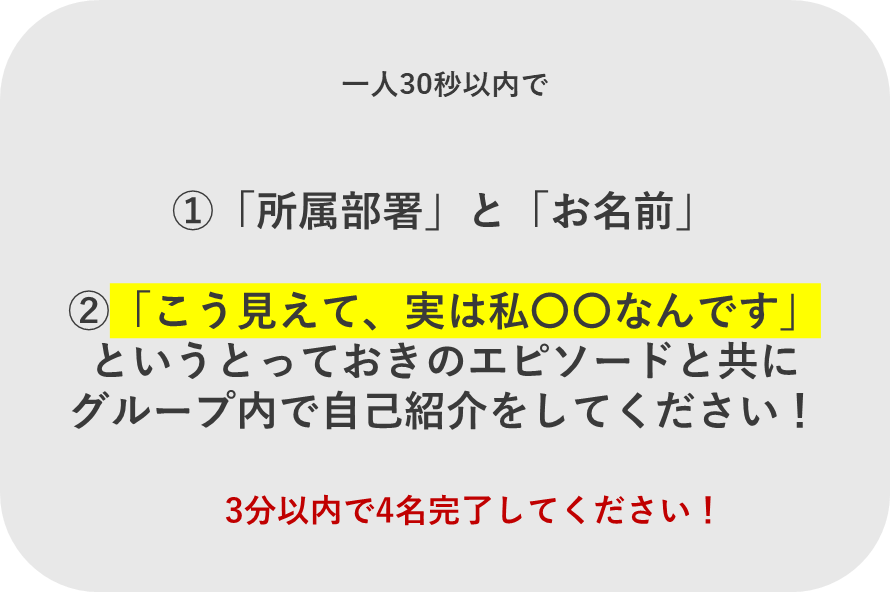 一人30秒以内で
①「所属部署」と「お名前」
②「こう見えて、実は私〇〇なんです」
というとっておきのエピソードと共に
グループ内で自己紹介をしてください！
3分以内で4名完了してください！